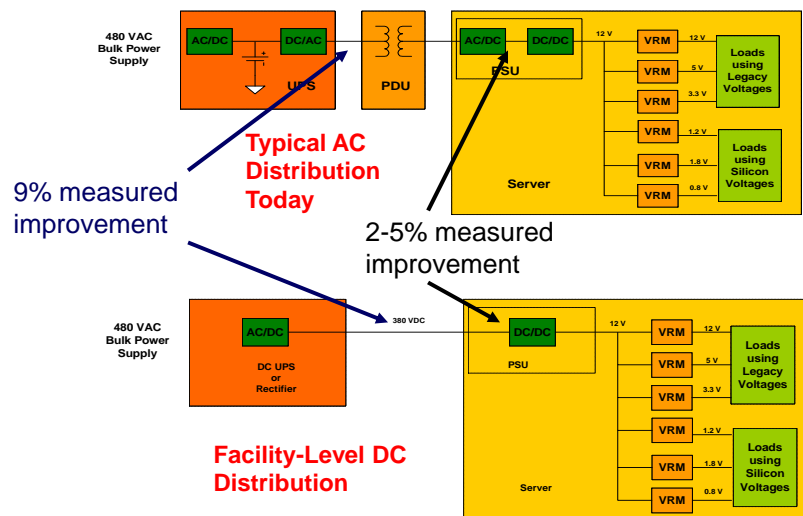 480 VAC
Bulk Power
Supply
AC/DC
DC/AC
UPS
PDU
AC/DC
DC/DC
PSU
12 V
VRM
12 V
VRM
5 V
VRM
3.3 V
VRM
1.2 V
VRM
1.8 V
VRM
0.8 V
Loads
using
Legacy
Voltages
Loads
using
Silicon
Voltages
Server
Typical AC
Distribution
Today
9% measured
improvement
2-5% measured
improvement
480 VAC
Bulk Power
Supply
AC/DC
DC UPS
or
Rectifier
380 VDC
DC/DC
PSU
12 V
VRM
12 V
VRM
5 V
VRM
3.3 V
VRM
1.2 V
VRM
1.8 V
VRM
0.8 V
Loads
using
Legacy
Voltages
Loads
using
Silicon
Voltages
Server
Facility-Level DC
Distribution